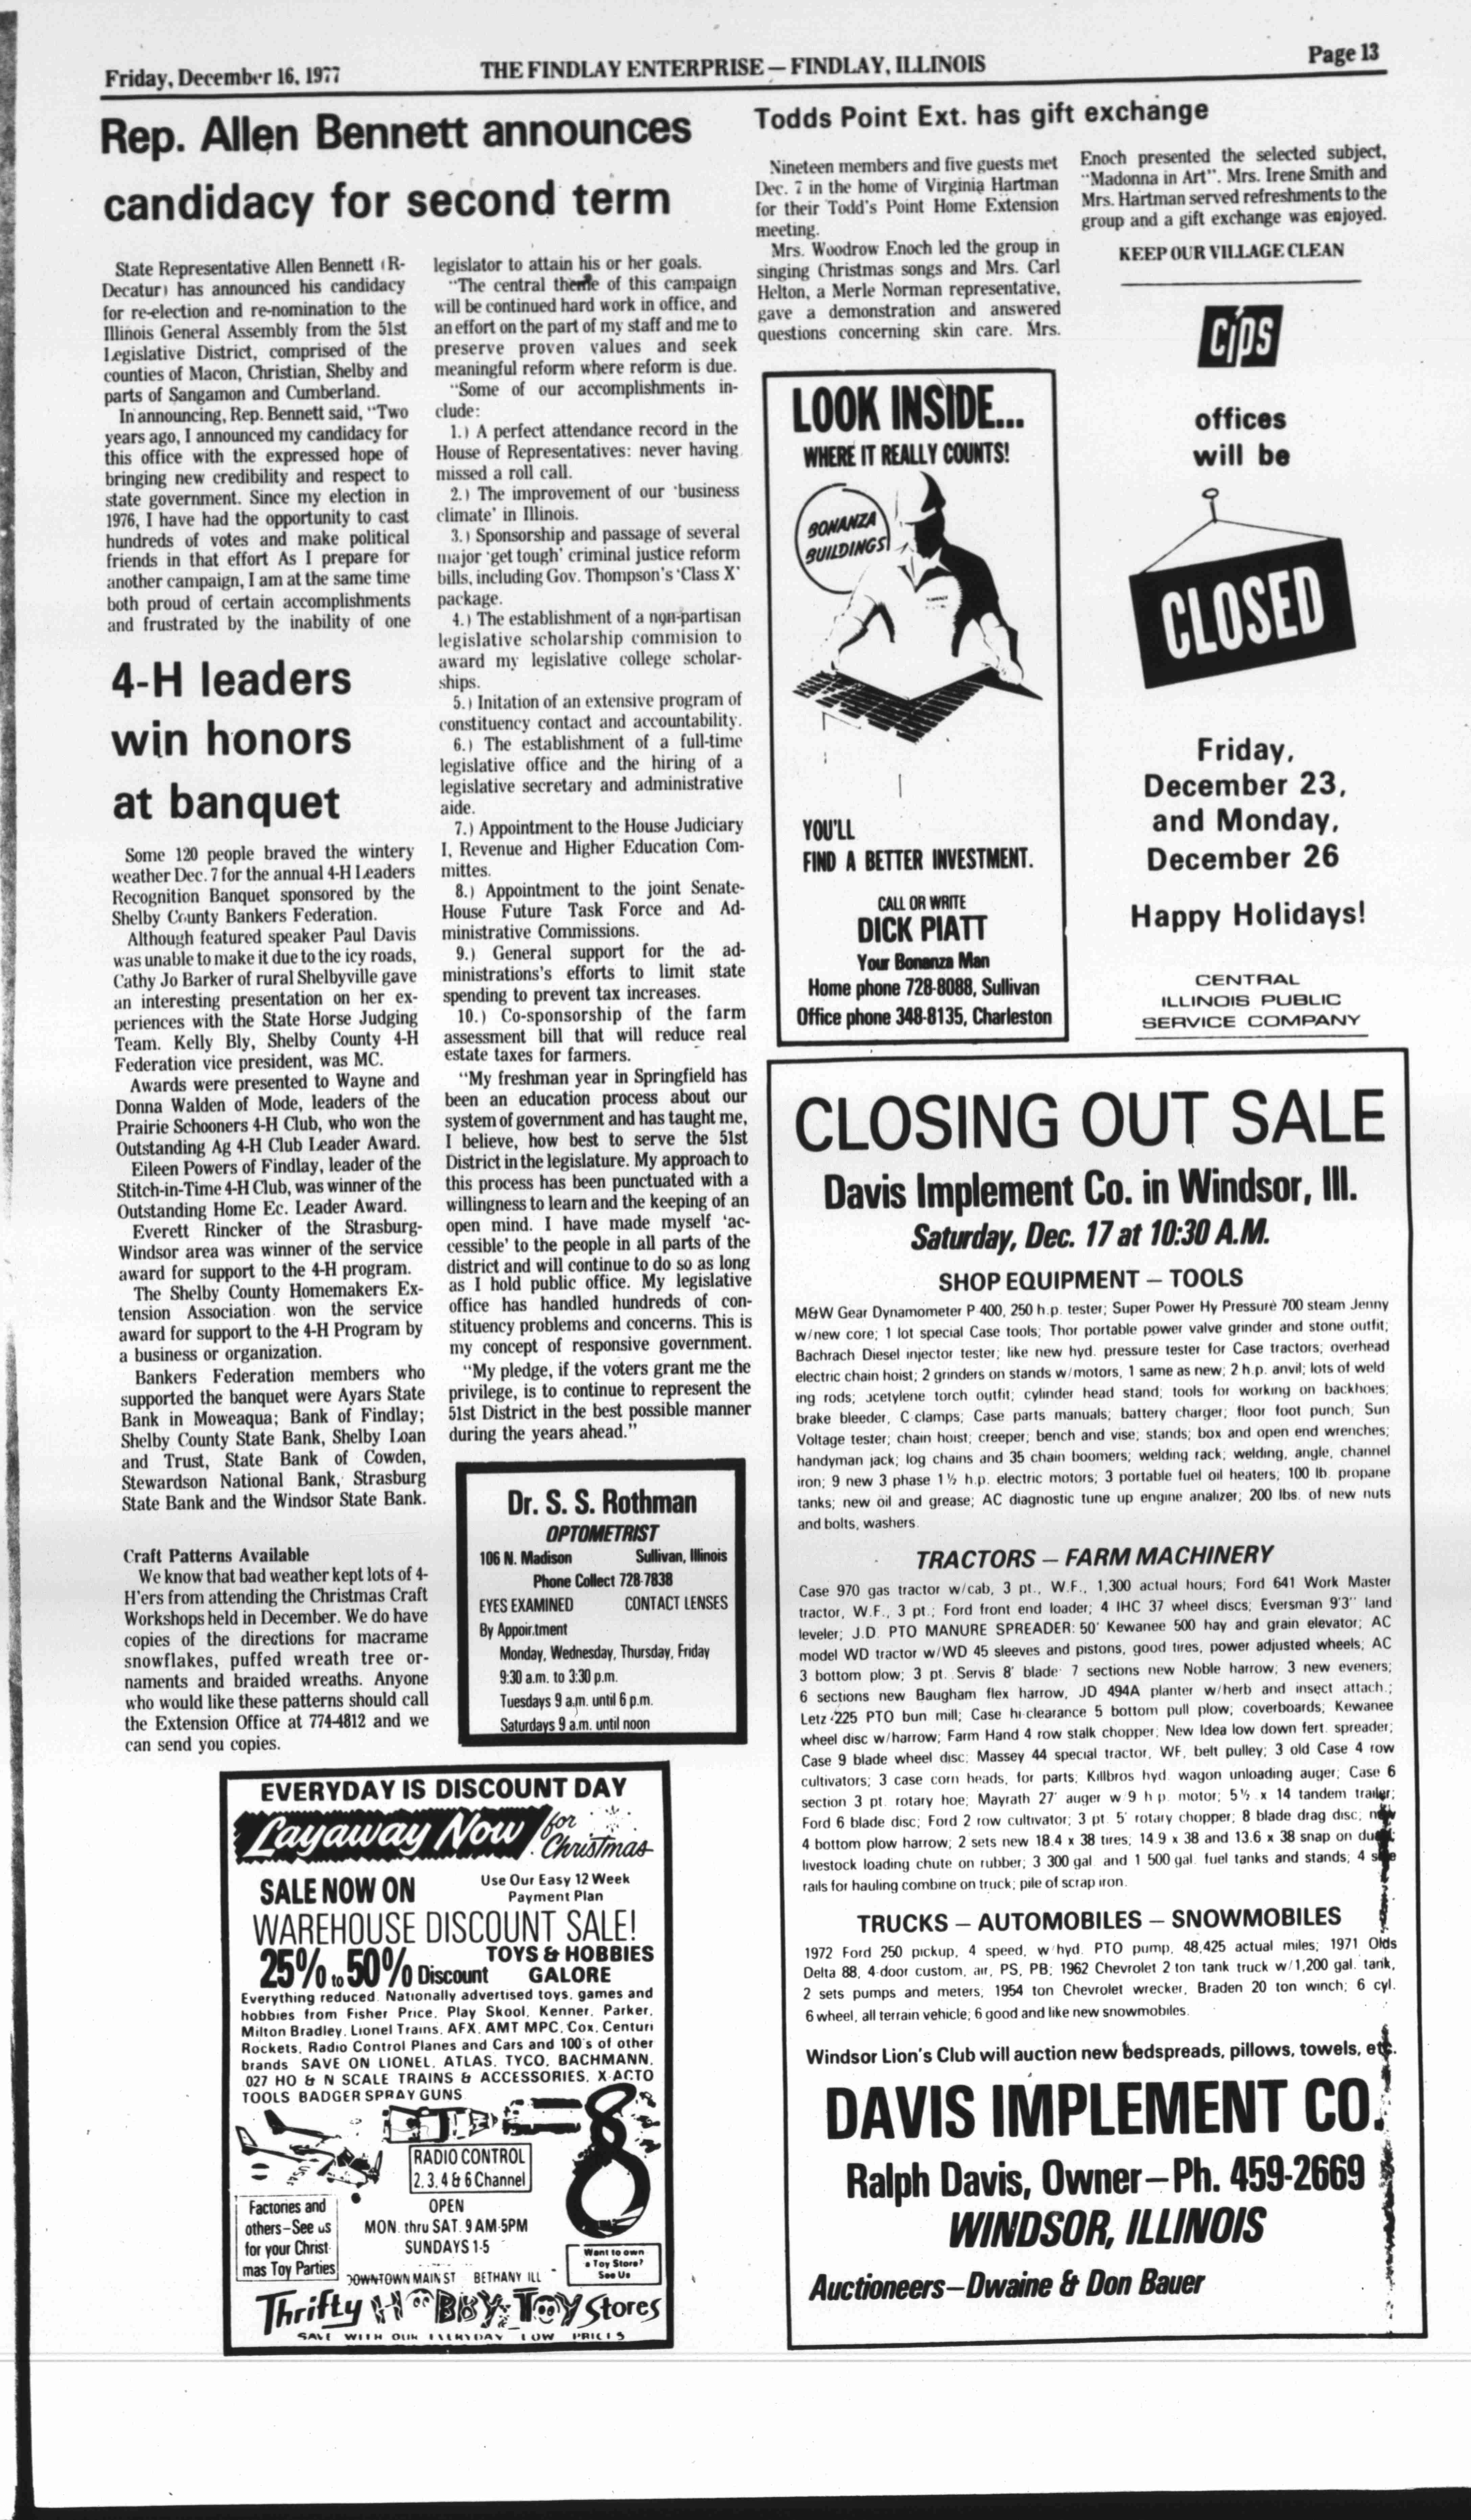 Friday, December 16, 1977
THE FINDLAY ENTERPRISE — FINDLAY, ILLINOIS
Page 13
Rep. Allen Bennett announces
candidacy for second term
State Representative Allen Bennett (R-
Decatur) has announced his candidacy
for re-election and re-nomination to the
Illinois General Assembly from the 51st
Legislative District, comprised of the
counties of Macon, Christian, Shelby and
parts of Sangamon and Cumberland.
In announcing, Rep. Bennett said, "Two
years ago, I announced my candidacy for
this office with the expressed hope of
bringing new credibility and respect to
state government. Since my election in
1976, I have had the opportunity to cast
hundreds of votes and make political
friends in that effort As I prepare for
another campaign, I am at the same time
both proud of certain accomplishments
and frustrated by the inability of one
legislator to attain his or her goals.
"The central theme of this campaign
will be continued hard work in office, and
an effort on the part of my staff and me to
preserve proven values and seek
meaningful reform where reform is due.
"Some of our accomplishments in-
clude:
1.) A perfect attendance record in the
House of Representatives: never having
missed a roll call.
2.) The improvement of our 'business
climate' in Illinois.
3.) Sponsorship and passage of several
major 'get tough' criminal justice reform
bills, including Gov. Thompson's 'Class X'
package.
4.) The establishment of a non-partisan
legislative scholarship commision to
award my legislative college scholar-
ships.
5.) Initation of an extensive program of
constituency contact and accountability.
6.) The establishment of a full-time
legislative office and the hiring of a
legislative secretary and administrative
aide.
7.) Appointment to the House Judiciary
I, Revenue and Higher Education Com-
mittes.
8.) Appointment to the joint Senate-
House Future Task Force and Ad-
ministrative Commissions.
9.) General support for the ad-
ministrations's efforts to limit state
spending to prevent tax increases.
10.) Co-sponsorship of the farm
assessment bill that will reduce real
estate taxes for farmers.
"My freshman year in Springfield has
been an education process about our
system of government and has taught me,
I believe, how best to serve the 51st
District in the legislature. My approach to
this process has been punctuated with a
willingness to learn and the keeping of an
open mind. I have made myself 'ac-
cessible' to the people in all parts of the
district and will continue to do so as long
as I hold public office. My legislative
office has handled hundreds of con-
stituency problems and concerns. This is
my concept of responsive government.
"My pledge, if the voters grant me the
privilege, is to continue to represent the
51st District in the best possible manner
during the years ahead."
4-H leaders
win honors
at banquet
Some 120 people braved the wintery
weather Dec. 7 for the annual 4-H Leaders
Recognition Banquet sponsored by the
Shelby County Bankers Federation.
Although featured speaker Paul Davis
was unable to make it due to the icy roads,
Cathy Jo Barker of rural Shelbyville gave
an interesting presentation on her ex-
periences with the State Horse Judging
Team. Kelly Bly, Shelby County 4-H
Federation vice president, was MC.
Awards were presented to Wayne and
Donna Walden of Mode, leaders of the
Prairie Schooners 4-H Club, who won the
Outstanding Ag 4-H Club Leader Award.
Eileen Powers of Findlay, leader of the
Stitch-in-Time 4-H Club, was winner of the
Outstanding Home Ec. Leader Award.
Everett Rincker of the Strasburg-
Windsor area was winner of the service
award for support to the 4-H program.
The Shelby County Homemakers Ex-
tension Association won the service
award for support to the 4-H Program by
a business or organization.
Bankers Federation members who
supported the banquet were Ayars State
Bank in Moweaqua; Bank of Findlay;
Shelby County State Bank, Shelby Loan
and Trust, State Bank of Cowden,
Stewardson National Bank, Strasburg
State Bank and the Windsor State Bank.
Craft Patterns Available
We know that bad weather kept lots of 4-
H'ers from attending the Christmas Craft
Workshops held in December. We do have
copies of the directions for macrame
snowflakes, puffed wreath tree or-
naments and braided wreaths. Anyone
who would like these patterns should call
the Extension Office at 774-4812 and we
can send you copies.
Dr. S. S. Rothman
OPTOMETRIST
106 N. Madison Sullivan, Illinois
Phone Collect 728-7838
EYES EXAMINED CONTACT LENSES
By Appointment
Monday, Wednesday, Thursday, Friday
9:30 a.m. to 3:30 p.m.
Tuesdays 9 a.m. until 6 p.m.
Saturdays 9 a.m. until noon
EVERYDAY IS DISCOUNT DAY
Layaway Now for
Christmas
SALE NOW ON
Use Our Easy 12 Week
Payment Plan
WAREHOUSE DISCOUNT SALE!
25% to 50% Discount
TOYS & HOBBIES
GALORE
Everything reduced. Nationally advertised toys, games and
hobbies from Fisher Price, Play Skool, Kenner, Parker,
Milton Bradley, Lionel Trains, AFX, AMT MPC, Cox, Centuri
Rockets, Radio Control Planes and Cars and 100's of other
brands SAVE ON LIONEL, ATLAS, TYCO, BACHMANN,
027 HO & N SCALE TRAINS & ACCESSORIES, X-ACTO
TOOLS BADGER SPRAY GUNS
RADIO CONTROL
2, 3, 4 & 6 Channel
Factories and
others—See us
for your Christ
mas Toy Parties
OPEN
MON. thru SAT. 9 AM-5PM
SUNDAYS 1-5
Want to own
a Toy Store?
See Us
DOWNTOWN MAIN ST BETHANY ILL
Thrifty HOBBY TOY Stores
SAVE WITH OUR EVERYDAY LOW PRICES
Todds Point Ext. has gift exchange
Nineteen members and five guests met
Dec. 7 in the home of Virginia Hartman
for their Todd's Point Home Extension
meeting.
Mrs. Woodrow Enoch led the group in
singing Christmas songs and Mrs. Carl
Helton, a Merle Norman representative,
gave a demonstration and answered
questions concerning skin care. Mrs.
Enoch presented the selected subject,
"Madonna in Art". Mrs. Irene Smith and
Mrs. Hartman served refreshments to the
group and a gift exchange was enjoyed.
KEEP OUR VILLAGE CLEAN
LOOK INSIDE...
WHERE IT REALLY COUNTS!
BONANZA
BUILDINGS
YOU'LL
FIND A BETTER INVESTMENT.
CALL OR WRITE
DICK PIATT
Your Bonanza Man
Home phone 728-8088, Sullivan
Office phone 348-8135, Charleston
CIPS
offices
will be
CLOSED
Friday,
December 23,
and Monday,
December 26
Happy Holidays!
CENTRAL
ILLINOIS PUBLIC
SERVICE COMPANY
CLOSING OUT SALE
Davis Implement Co. in Windsor, Ill.
Saturday, Dec. 17 at 10:30 A.M.
SHOP EQUIPMENT — TOOLS
M&W Gear Dynamometer P-400, 250 h.p. tester; Super Power Hy Pressure 700 steam Jenny
w/new core; 1 lot special Case tools; Thor portable power valve grinder and stone outfit;
Bachrach Diesel injector tester; like new hyd. pressure tester for Case tractors; overhead
electric chain hoist; 2 grinders on stands w/motors, 1 same as new; 2 h.p. anvil; lots of weld
ing rods; acetylene torch outfit; cylinder head stand; tools for working on backhoes;
brake bleeder, C-clamps; Case parts manuals; battery charger; floor foot punch; Sun
Voltage tester; chain hoist; creeper; bench and vise; stands; box and open end wrenches;
handyman jack; log chains and 35 chain boomers; welding rack; welding, angle, channel
iron; 9 new 3 phase 1½ h.p. electric motors; 3 portable fuel oil heaters; 100 lb. propane
tanks; new oil and grease; AC diagnostic tune up engine analizer; 200 lbs. of new nuts
and bolts, washers.
TRACTORS — FARM MACHINERY
Case 970 gas tractor w/cab, 3 pt., W.F., 1,300 actual hours; Ford 641 Work Master
tractor, W.F., 3 pt.; Ford front end loader; 4 IHC 37 wheel discs; Eversman 9'3" land
leveler; J.D. PTO MANURE SPREADER: 50' Kewanee 500 hay and grain elevator; AC
model WD tractor w/WD 45 sleeves and pistons, good tires, power adjusted wheels; AC
3 bottom plow; 3 pt. Servis 8' blade; 7 sections new Noble harrow; 3 new eveners;
6 sections new Baugham flex harrow, JD 494A planter w/herb and insect attach.;
Letz 225 PTO bun mill; Case hi-clearance 5 bottom pull plow; coverboards; Kewanee
wheel disc w/harrow; Farm Hand 4 row stalk chopper; New Idea low down fert. spreader;
Case 9 blade wheel disc; Massey 44 special tractor, WF, belt pulley; 3 old Case 4 row
cultivators; 3 case corn heads, for parts; Killbros hyd. wagon unloading auger; Case 6
section 3 pt. rotary hoe; Mayrath 27' auger w/9 h.p. motor; 5½ x 14 tandem trailer;
Ford 6 blade disc; Ford 2 row cultivator; 3 pt. 5' rotary chopper; 8 blade drag disc; new
4 bottom plow harrow; 2 sets new 18.4 x 38 tires; 14.9 x 38 and 13.6 x 38 snap on
livestock loading chute on rubber; 3 300 gal. and 1 500 gal. fuel tanks and stands; 4
rails for hauling combine on truck; pile of scrap iron.
TRUCKS — AUTOMOBILES — SNOWMOBILES
1972 Ford 250 pickup, 4 speed, w/hyd. PTO pump, 48,425 actual miles; 1971 Olds
Delta 88, 4-door custom, air, PS, PB; 1962 Chevrolet 2 ton tank truck w/1,200 gal. tank,
2 sets pumps and meters; 1954 ton Chevrolet wrecker, Braden 20 ton winch; 6 cyl.
6 wheel, all terrain vehicle; 6 good and like new snowmobiles.
Windsor Lion's Club will auction new bedspreads, pillows, towels, etc.
DAVIS IMPLEMENT CO.
Ralph Davis, Owner—Ph. 459-2669
WINDSOR, ILLINOIS
Auctioneers—Dwaine & Don Bauer